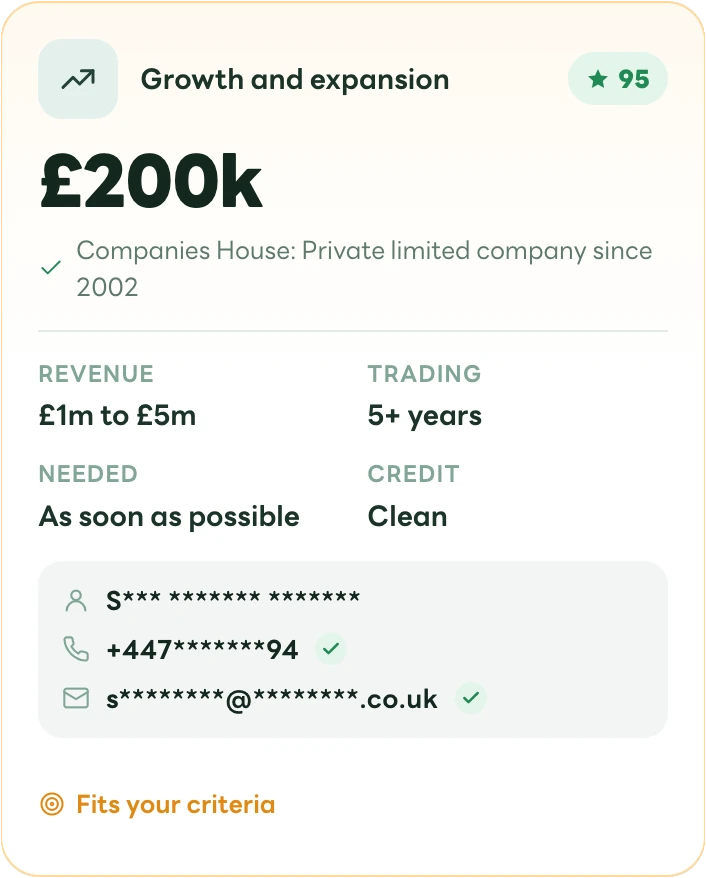 Growth and expansion
★ 95
£200k
Companies House: Private limited company since
2002
REVENUE
TRADING
£1m to £5m
5+ years
NEEDED
CREDIT
As soon as possible
Clean
S*** ******* *******
+447*******94
s********@********.co.uk
Fits your criteria